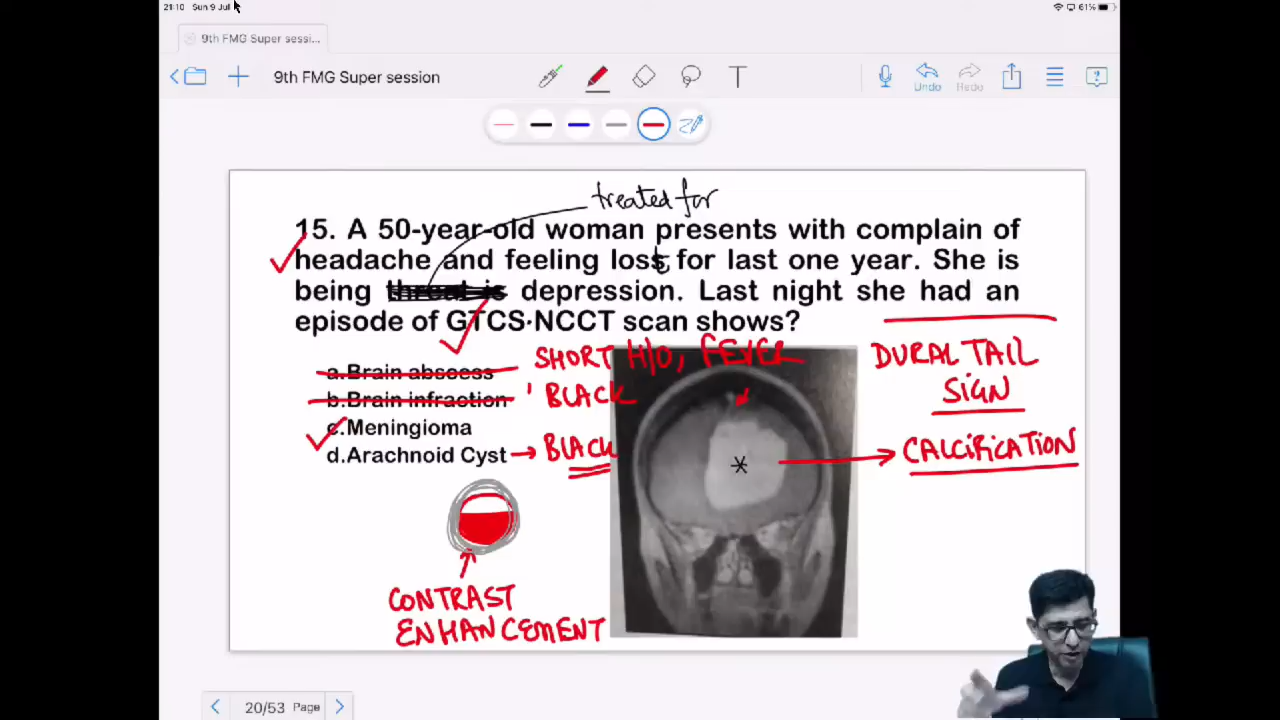 21:10 Sun 9 Jul
61%
9th FMG Super sessi...
9th FMG Super session
T
Undo
Redo
treated for
15. A 50-year-old woman presents with complain of
headache and feeling lost for last one year. She is
being threat is depression. Last night she had an
episode of GTCS·NCCT scan shows?
a.Brain abscess
SHORT H/O, FEVER
b.Brain infraction
BLACK
c.Meningioma
d.Arachnoid Cyst → BLACK
DURAL TAIL
SIGN
CALCIFICATION
*
CONTRAST
ENHANCEMENT
20/53 Page